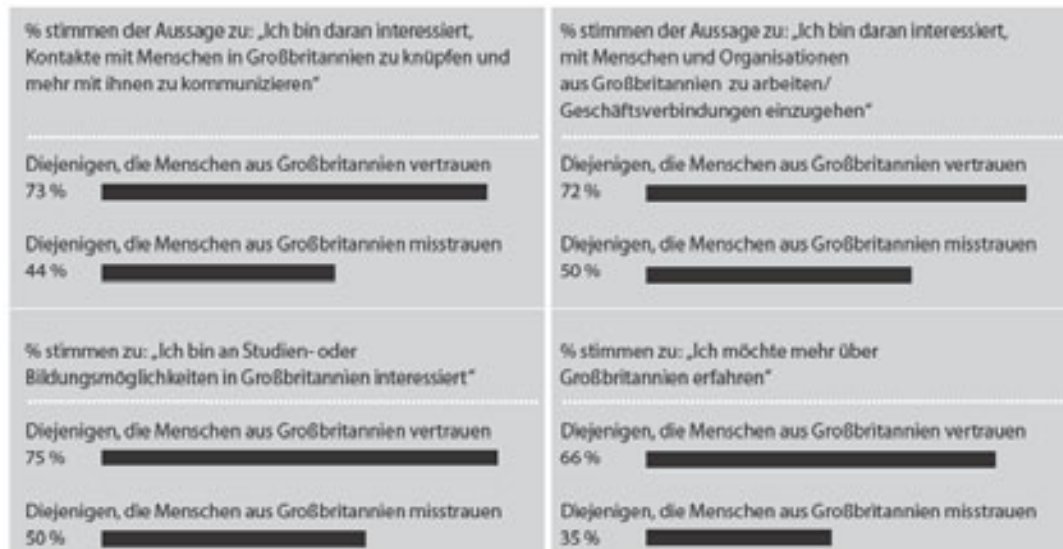 % stimmen der Aussage zu: „Ich bin daran interessiert,
Kontakte mit Menschen in Großbritannien zu knüpfen und
mehr mit ihnen zu kommunizieren“
Diejenigen, die Menschen aus Großbritannien vertrauen
73 %
Diejenigen, die Menschen aus Großbritannien misstrauen
44 %
% stimmen der Aussage zu: „Ich bin daran interessiert,
mit Menschen und Organisationen
aus Großbritannien zu arbeiten/
Geschäftsverbindungen einzugehen“
Diejenigen, die Menschen aus Großbritannien vertrauen
72 %
Diejenigen, die Menschen aus Großbritannien misstrauen
50 %
% stimmen zu: „Ich bin an Studien- oder
Bildungsmöglichkeiten in Großbritannien interessiert“
Diejenigen, die Menschen aus Großbritannien vertrauen
75 %
Diejenigen, die Menschen aus Großbritannien misstrauen
50 %
% stimmen zu: „Ich möchte mehr über
Großbritannien erfahren“
Diejenigen, die Menschen aus Großbritannien vertrauen
66 %
Diejenigen, die Menschen aus Großbritannien misstrauen
35 %